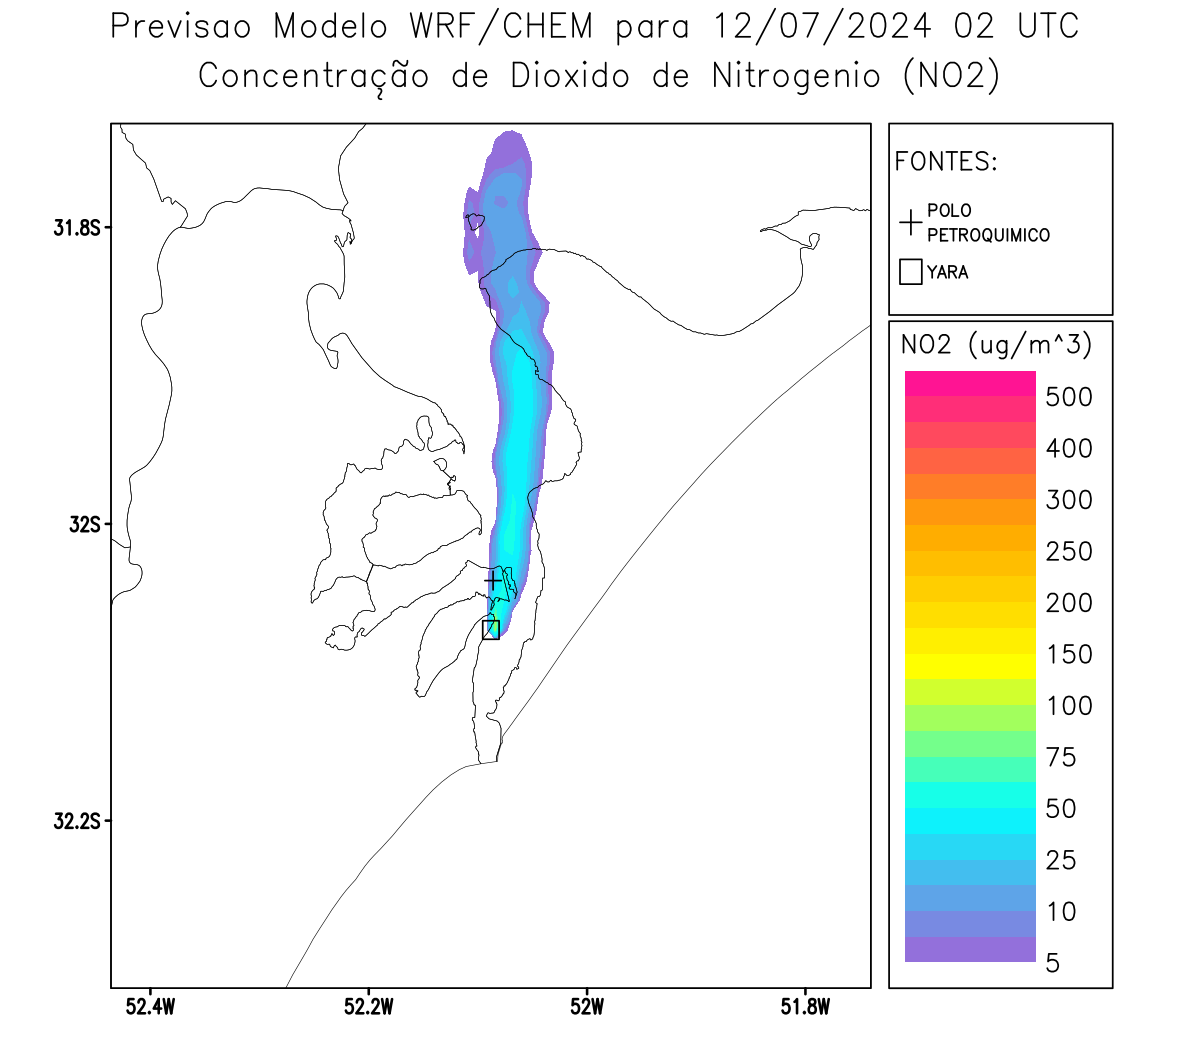 Previsao Modelo WRF/CHEM para 12/07/2024 02 UTC
Concentração de Dioxido de Nitrogenio (NO2)
FONTES:
POLO
PETROQUIMICO
YARA
NO2 (ug/m^3)
500
400
300
250
200
150
100
75
50
25
10
5
31.8S
32S
32.2S
52.4W
52.2W
52W
51.8W